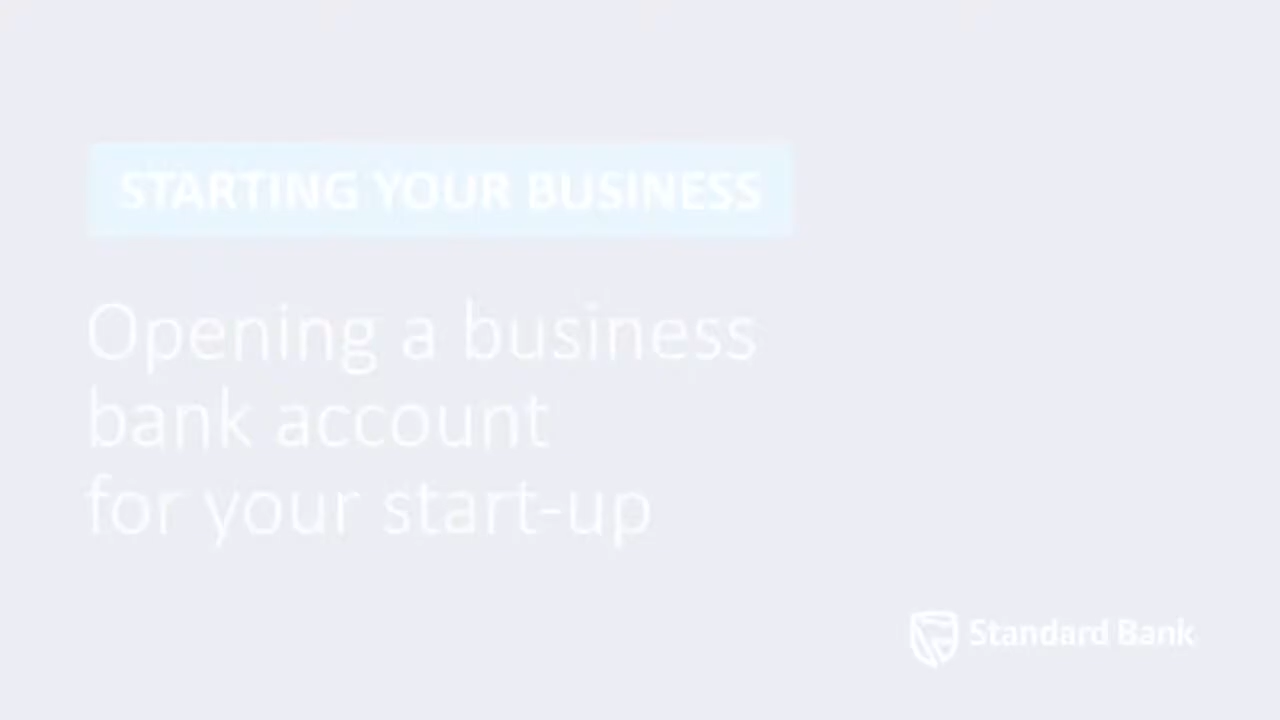 STARTING YOUR BUSINESS
Opening a business
bank account
for your start-up
Standard Bank